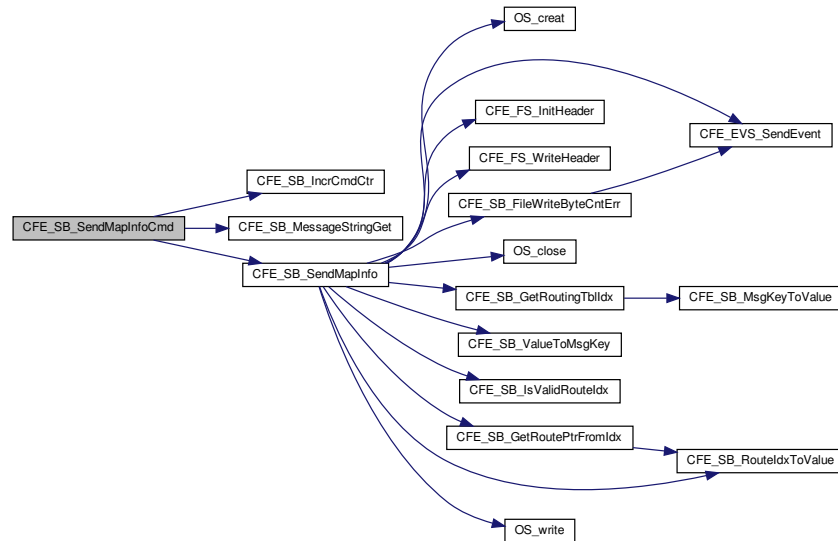 OS_creat
CFE_FS_InitHeader
CFE_EVS_SendEvent
CFE_FS_WriteHeader
CFE_SB_IncrCmdCtr
CFE_SB_FileWriteByteCntErr
CFE_SB_SendMapInfoCmd
CFE_SB_MessageStringGet
OS_close
CFE_SB_SendMapInfo
CFE_SB_GetRoutingTblIdx
CFE_SB_MsgKeyToValue
CFE_SB_ValueToMsgKey
CFE_SB_IsValidRouteIdx
CFE_SB_GetRoutePtrFromIdx
CFE_SB_RouteIdxToValue
OS_write